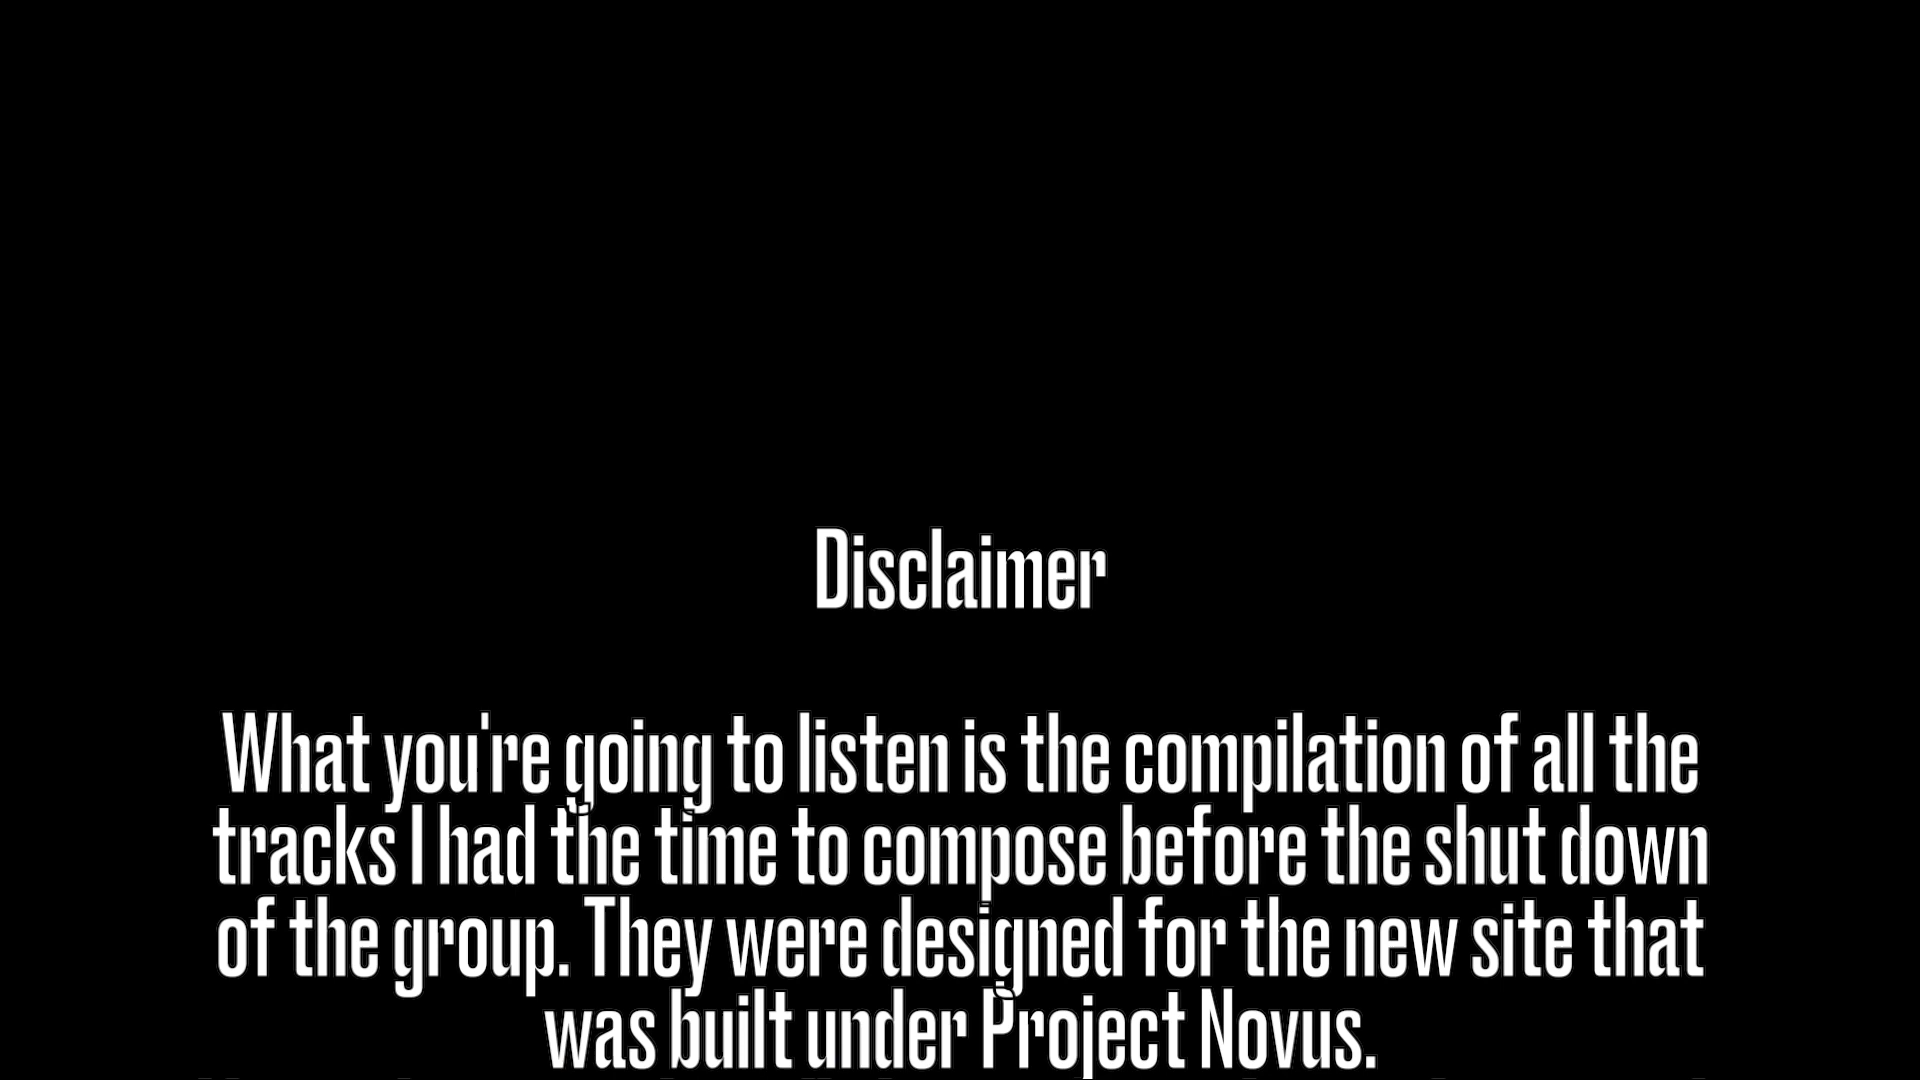 Disclaimer
What you're going to listen is the compilation of all the
tracks I had the time to compose before the shut down
of the group. They were designed for the new site that
was built under Project Novus.